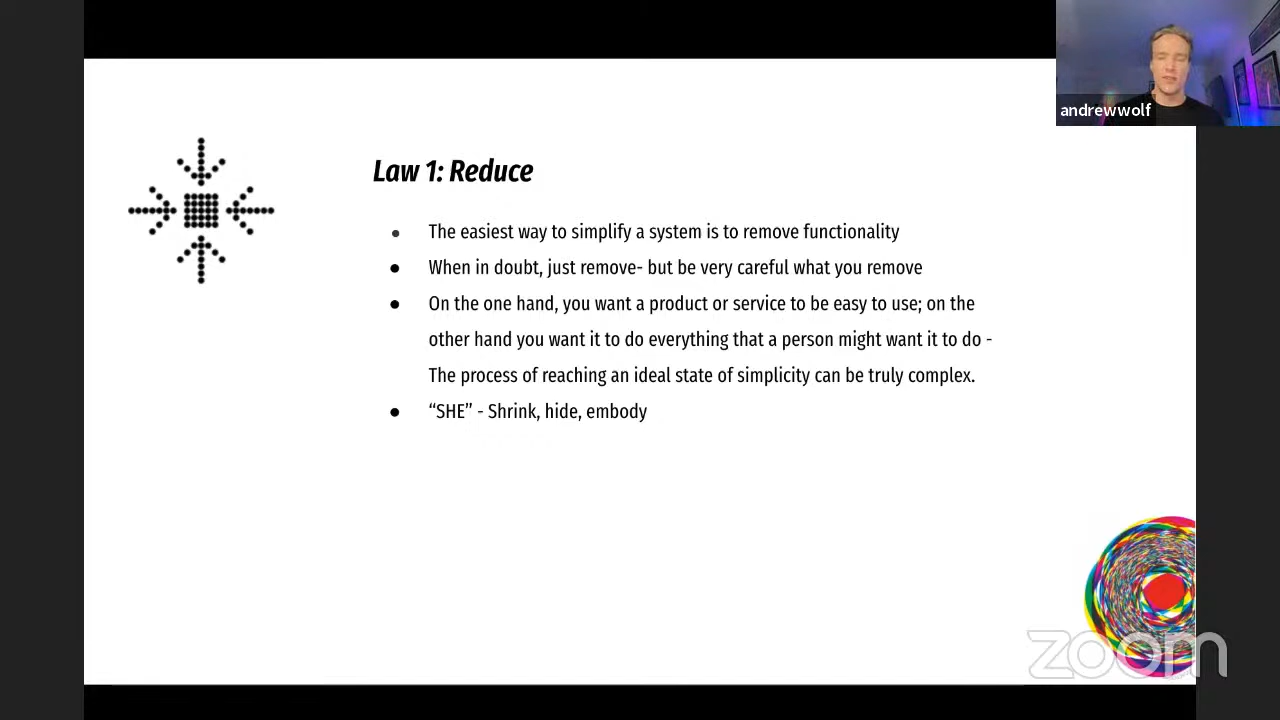 andrewwolf
Law 1: Reduce
● The easiest way to simplify a system is to remove functionality
● When in doubt, just remove- but be very careful what you remove
● On the one hand, you want a product or service to be easy to use; on the
other hand you want it to do everything that a person might want it to do -
The process of reaching an ideal state of simplicity can be truly complex.
● “SHE” - Shrink, hide, embody
zoom